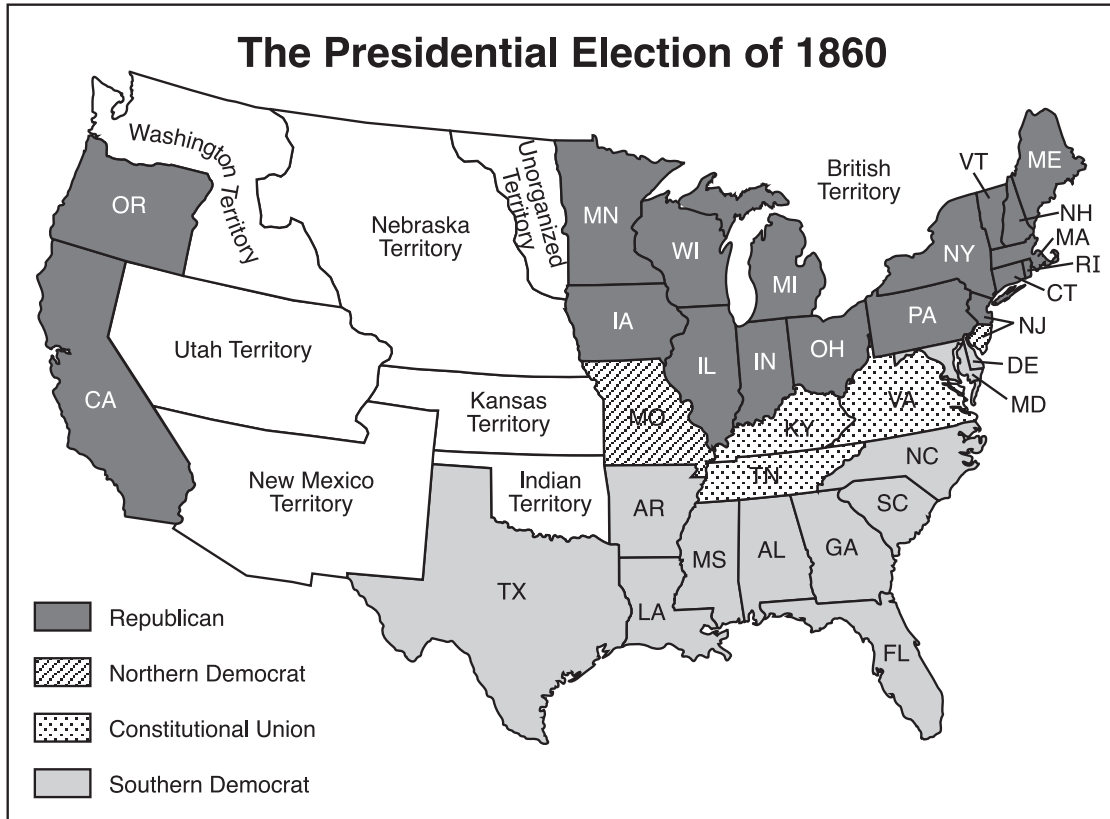 The Presidential Election of 1860
Washington Territory
Unorganized
Territory
British
Territory
VT
ME
OR
MN
Nebraska
Territory
NH
MA
WI
NY
RI
MI
CT
IA
PA
NJ
Utah Territory
OH
IL
IN
DE
CA
Kansas
Territory
MO
KY
VA
MD
New Mexico
Territory
Indian
Territory
TN
NC
AR
SC
MS
AL
GA
TX
LA
FL
Republican
Northern Democrat
Constitutional Union
Southern Democrat